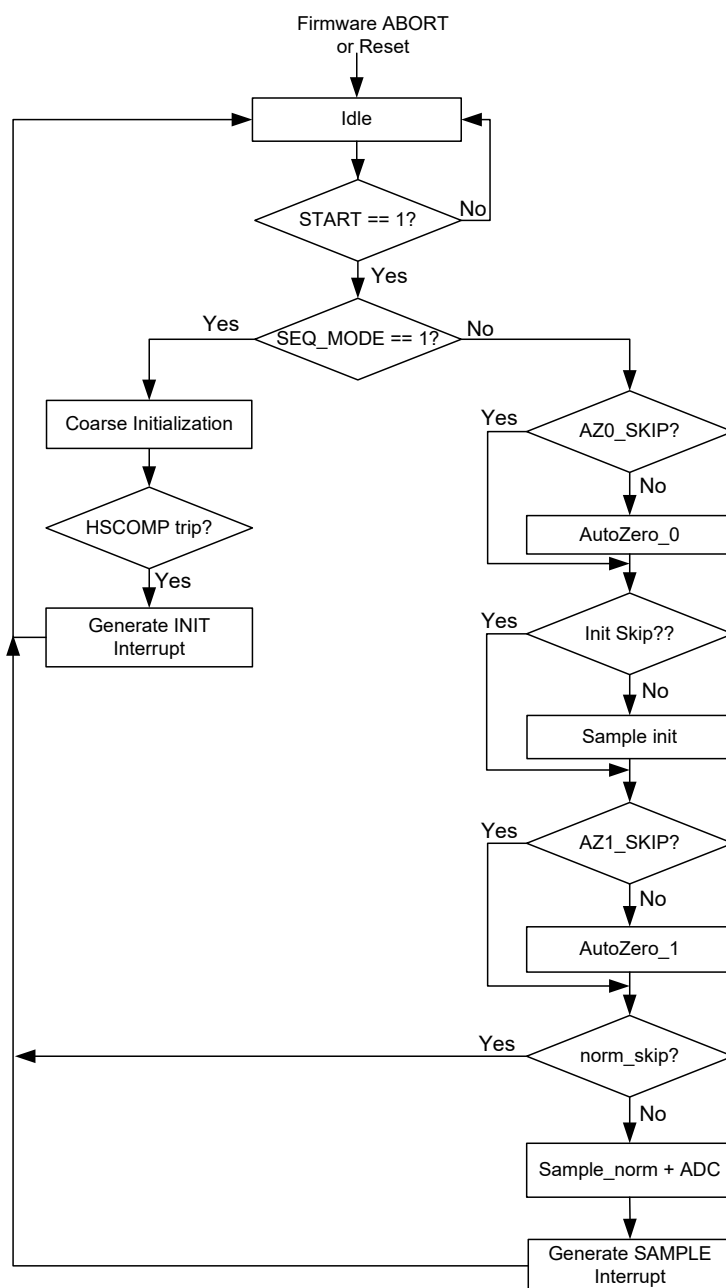 Firmware ABORT
or Reset
Idle
START == 1?
No
Yes
Yes
SEQ_MODE == 1?
No
Coarse Initialization
Yes
AZ0_SKIP?
No
HSCOMP trip?
AutoZero_0
Yes
Generate INIT
Interrupt
Yes
Init Skip??
No
Sample init
Yes
AZ1_SKIP?
No
AutoZero_1
Yes
norm_skip?
No
Sample_norm + ADC
Generate SAMPLE
Interrupt